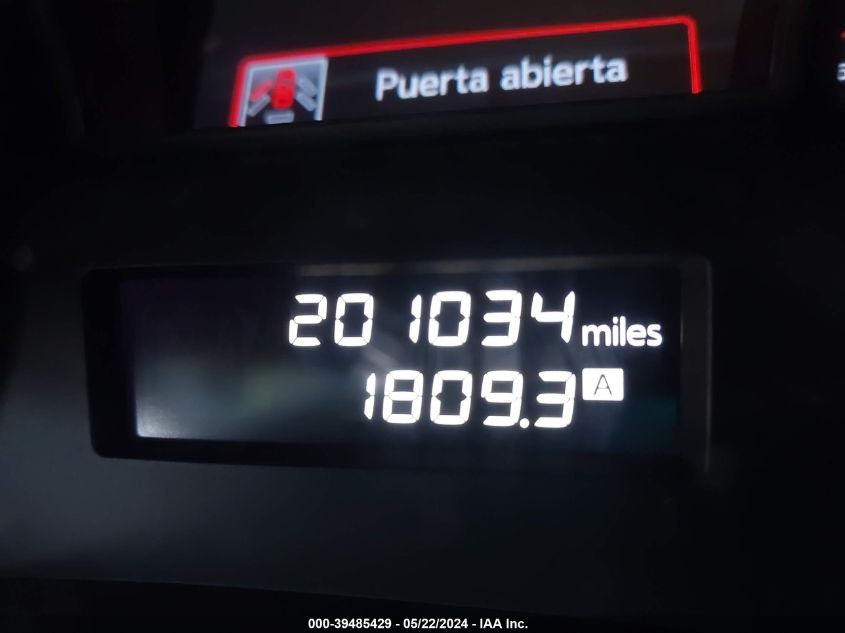 Puerta abierta
201034 miles
1809.3 A
000-39485429 - 05/22/2024 - IAA Inc.